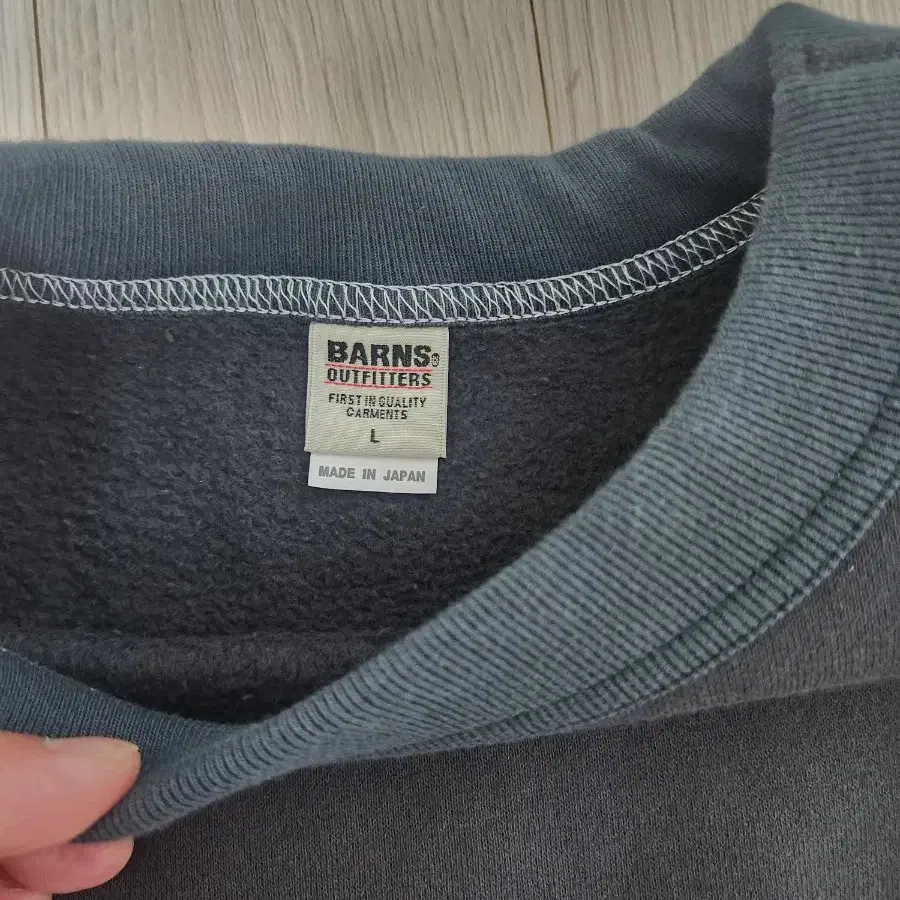 BARNS®
OUTFITTERS
FIRST IN QUALITY
GARMENTS
L
MADE IN JAPAN